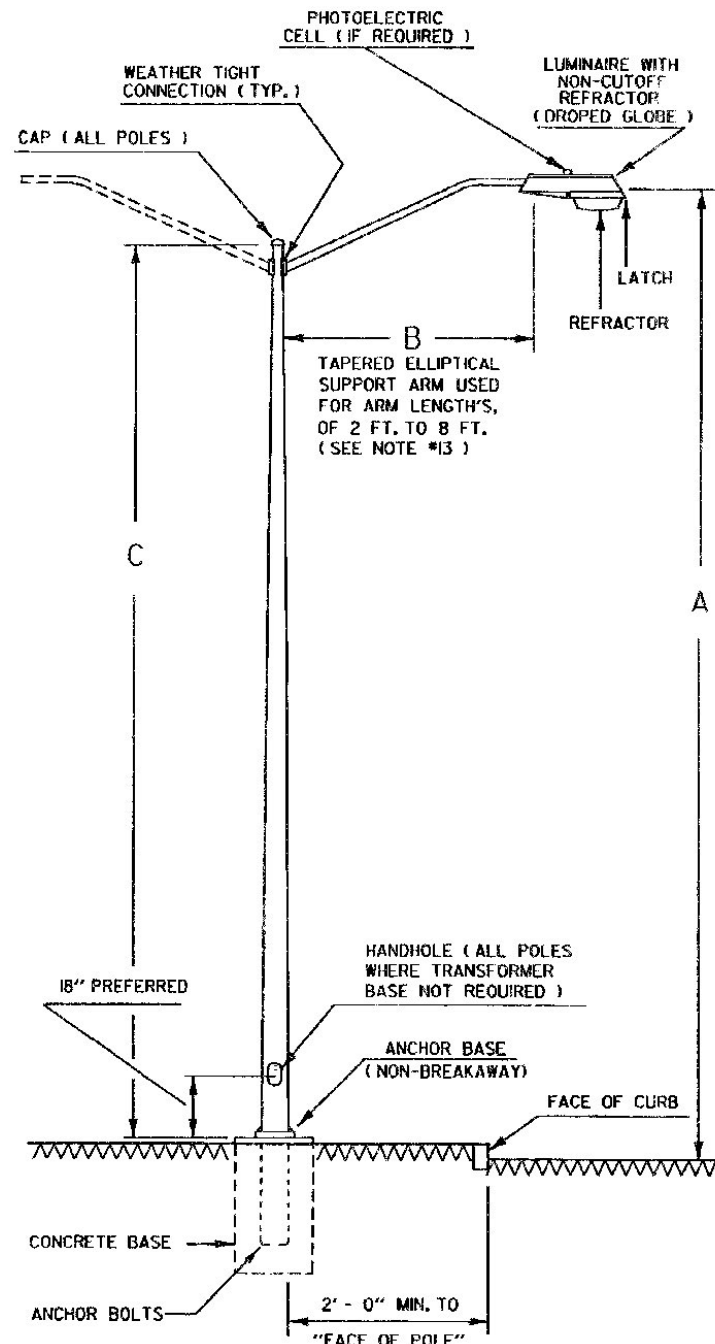 PHOTOELECTRIC
CELL ( IF REQUIRED )
WEATHER TIGHT
CONNECTION ( TYP. )
LUMINAIRE WITH
NON-CUTOFF
REFRACTOR
(DROPED GLOBE )
CAP ( ALL POLES )
LATCH
REFRACTOR
B
TAPERED ELLIPTICAL
SUPPORT ARM USED
FOR ARM LENGTH'S,
OF 2 FT. TO 8 FT.
( SEE NOTE #13 )
C
A
HANDHOLE ( ALL POLES
WHERE TRANSFORMER
BASE NOT REQUIRED )
18" PREFERRED
ANCHOR BASE
(NON-BREAKAWAY)
FACE OF CURB
CONCRETE BASE
ANCHOR BOLTS
2' - 0" MIN. TO
"FACE OF POLE"